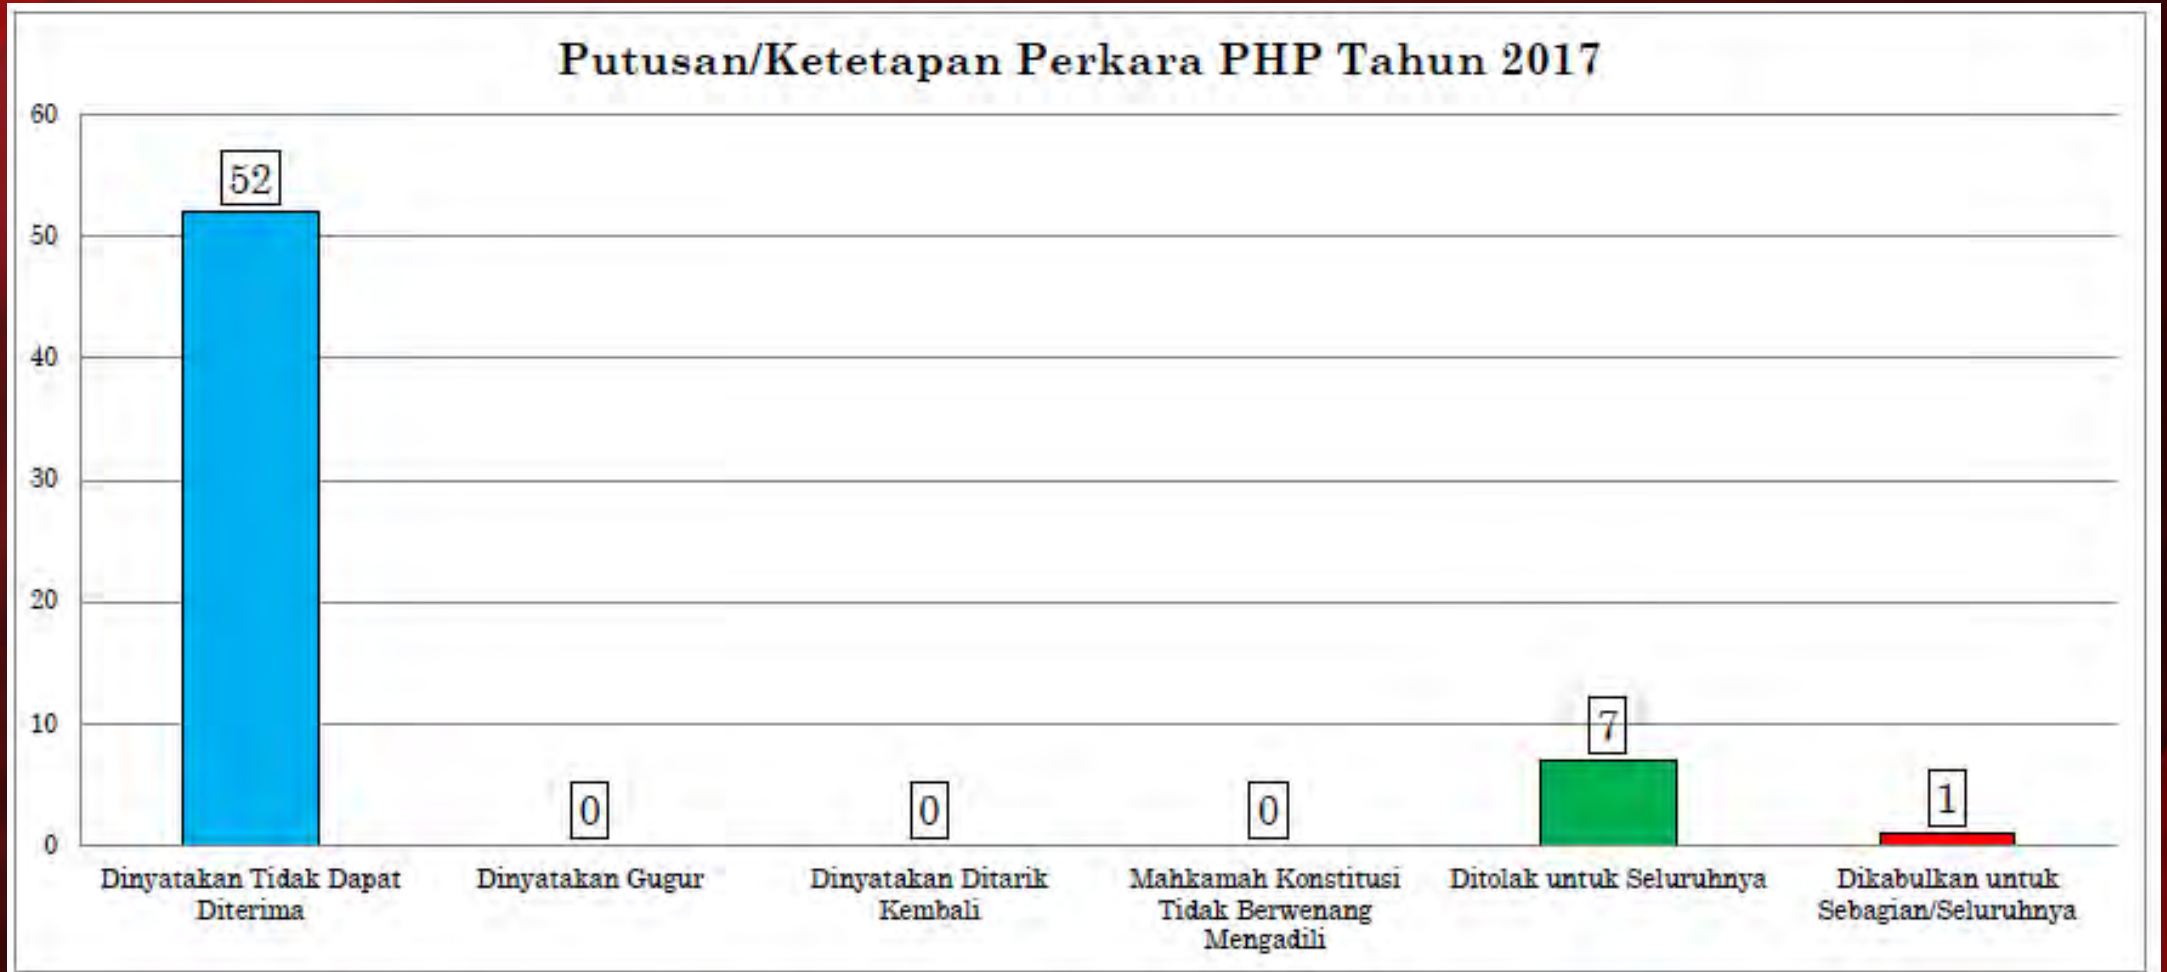 Putusan/Ketetapan Perkara PHP Tahun 2017
60
50
40
30
20
10
0
52
0
0
0
7
1
Dinyatakan Tidak Dapat
Diterima
Dinyatakan Gugur
Dinyatakan Ditarik
Kembali
Mahkamah Konstitusi
Tidak Berwenang
Mengadili
Ditolak untuk Seluruhnya
Dikabulkan untuk
Sebagian/Seluruhnya